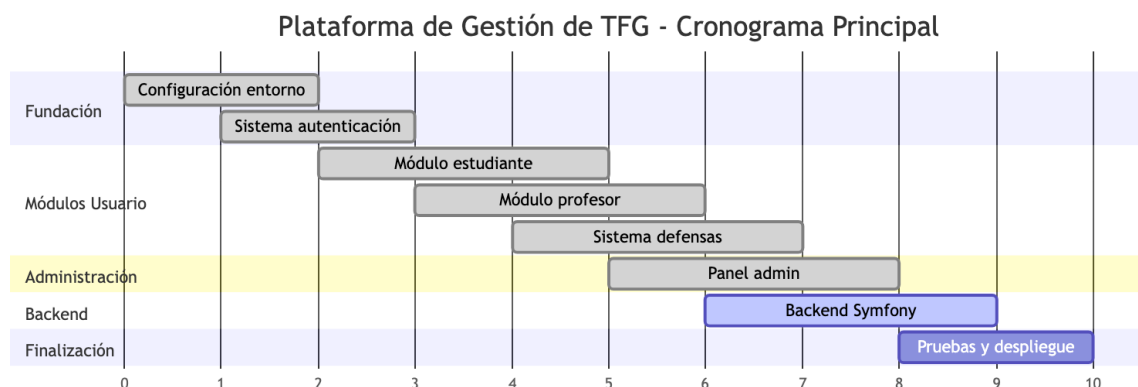 Plataforma de Gestión de TFG - Cronograma Principal
Fundación
Configuración entorno
Sistema autenticación
Módulos Usuario
Módulo estudiante
Módulo profesor
Sistema defensas
Administración
Panel admin
Backend
Backend Symfony
Finalización
Pruebas y despliegue
0 1 2 3 4 5 6 7 8 9 10